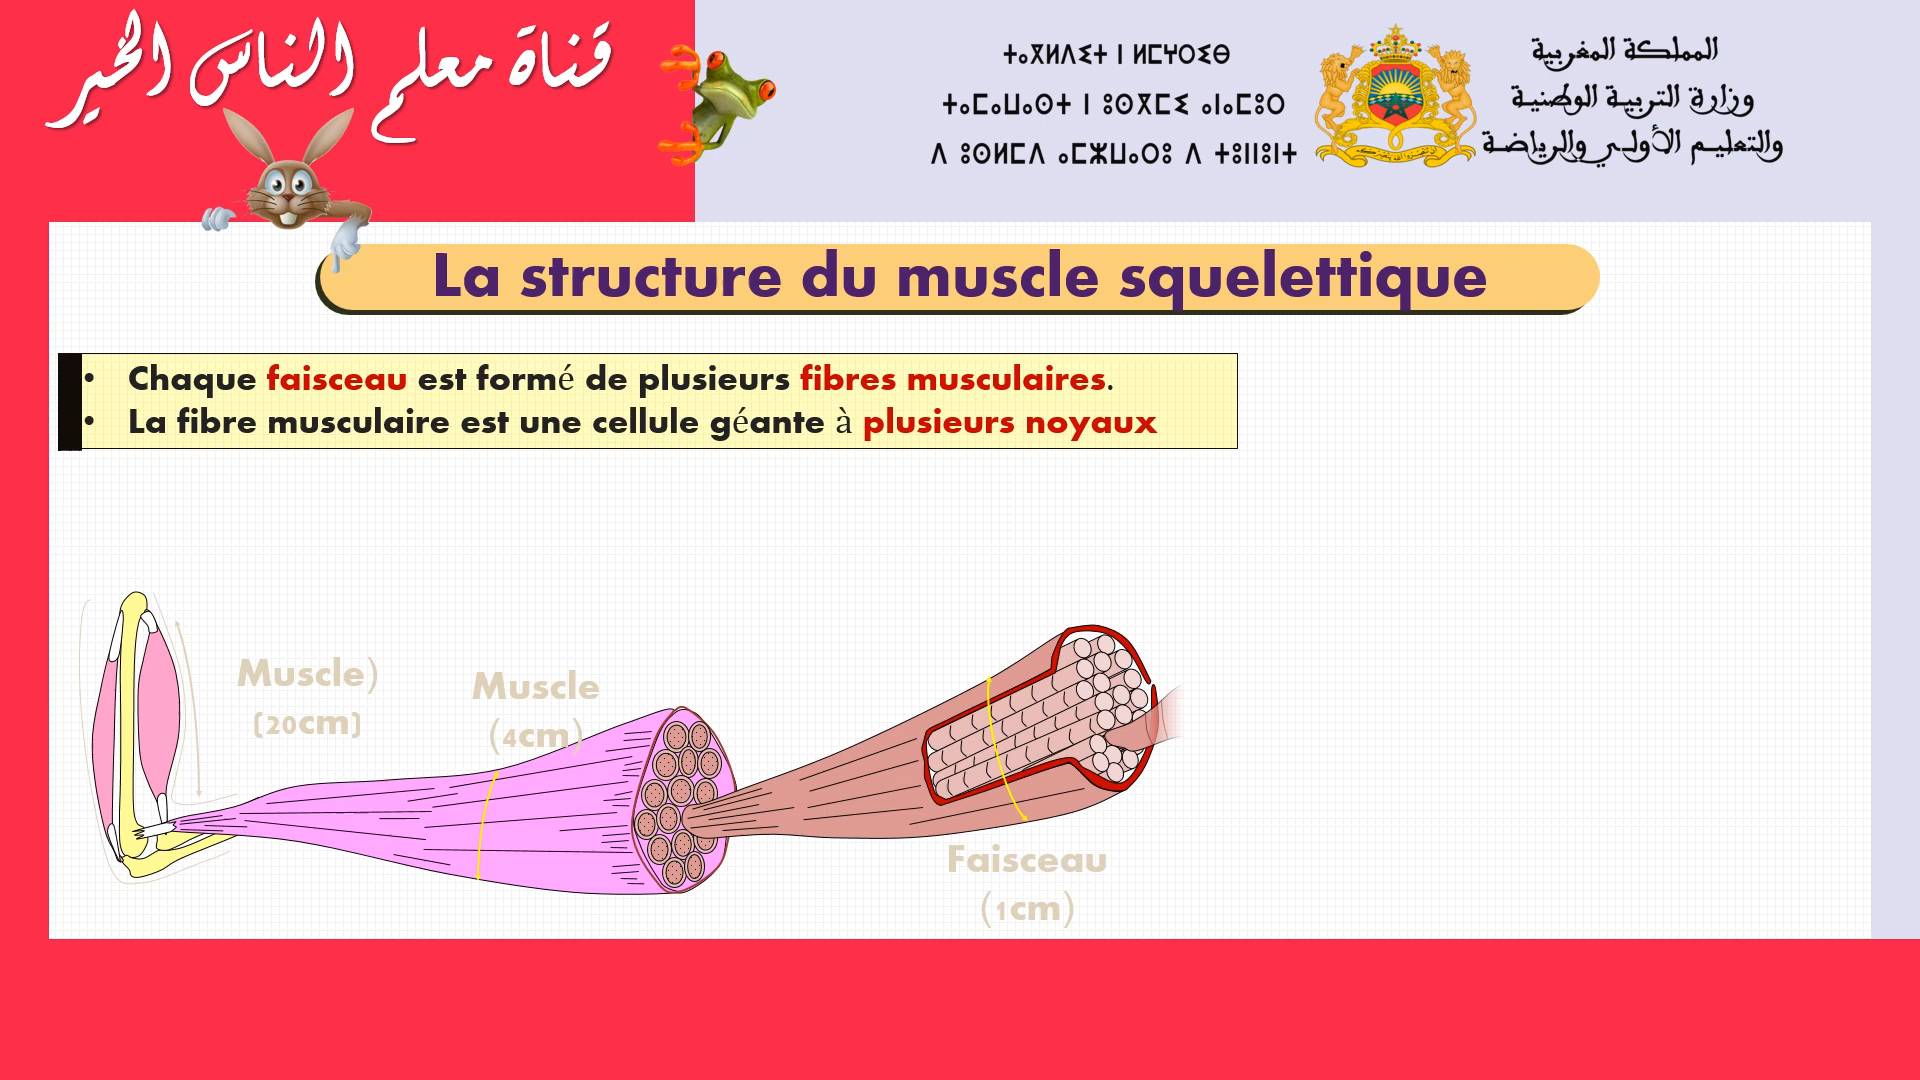 قناة معلم الناس الخير
ⵜⴰⴳⵍⴷⵉⵜ ⵏ ⵍⵎⵖⵔⵉⴱ
ⵜⴰⵎⴰⵡⴰⵙⵜ ⵏ ⵓⵙⴳⵎⵉ ⴰⵏⴰⵎⵓⵔ
ⴷ ⵓⵙⵍⵎⴷ ⴰⵎⵣⵡⴰⵔⵓ ⴷ ⵜⵓⵏⵏⵓⵏⵜ
المملكة المغربية
وزارة التربية الوطنية
والتعليم الأولي والرياضة
La structure du muscle squelettique
• Chaque faisceau est formé de plusieurs fibres musculaires.
• La fibre musculaire est une cellule géante à plusieurs noyaux
Muscle)
(20cm)
Muscle
(4cm)
Faisceau
(1cm)